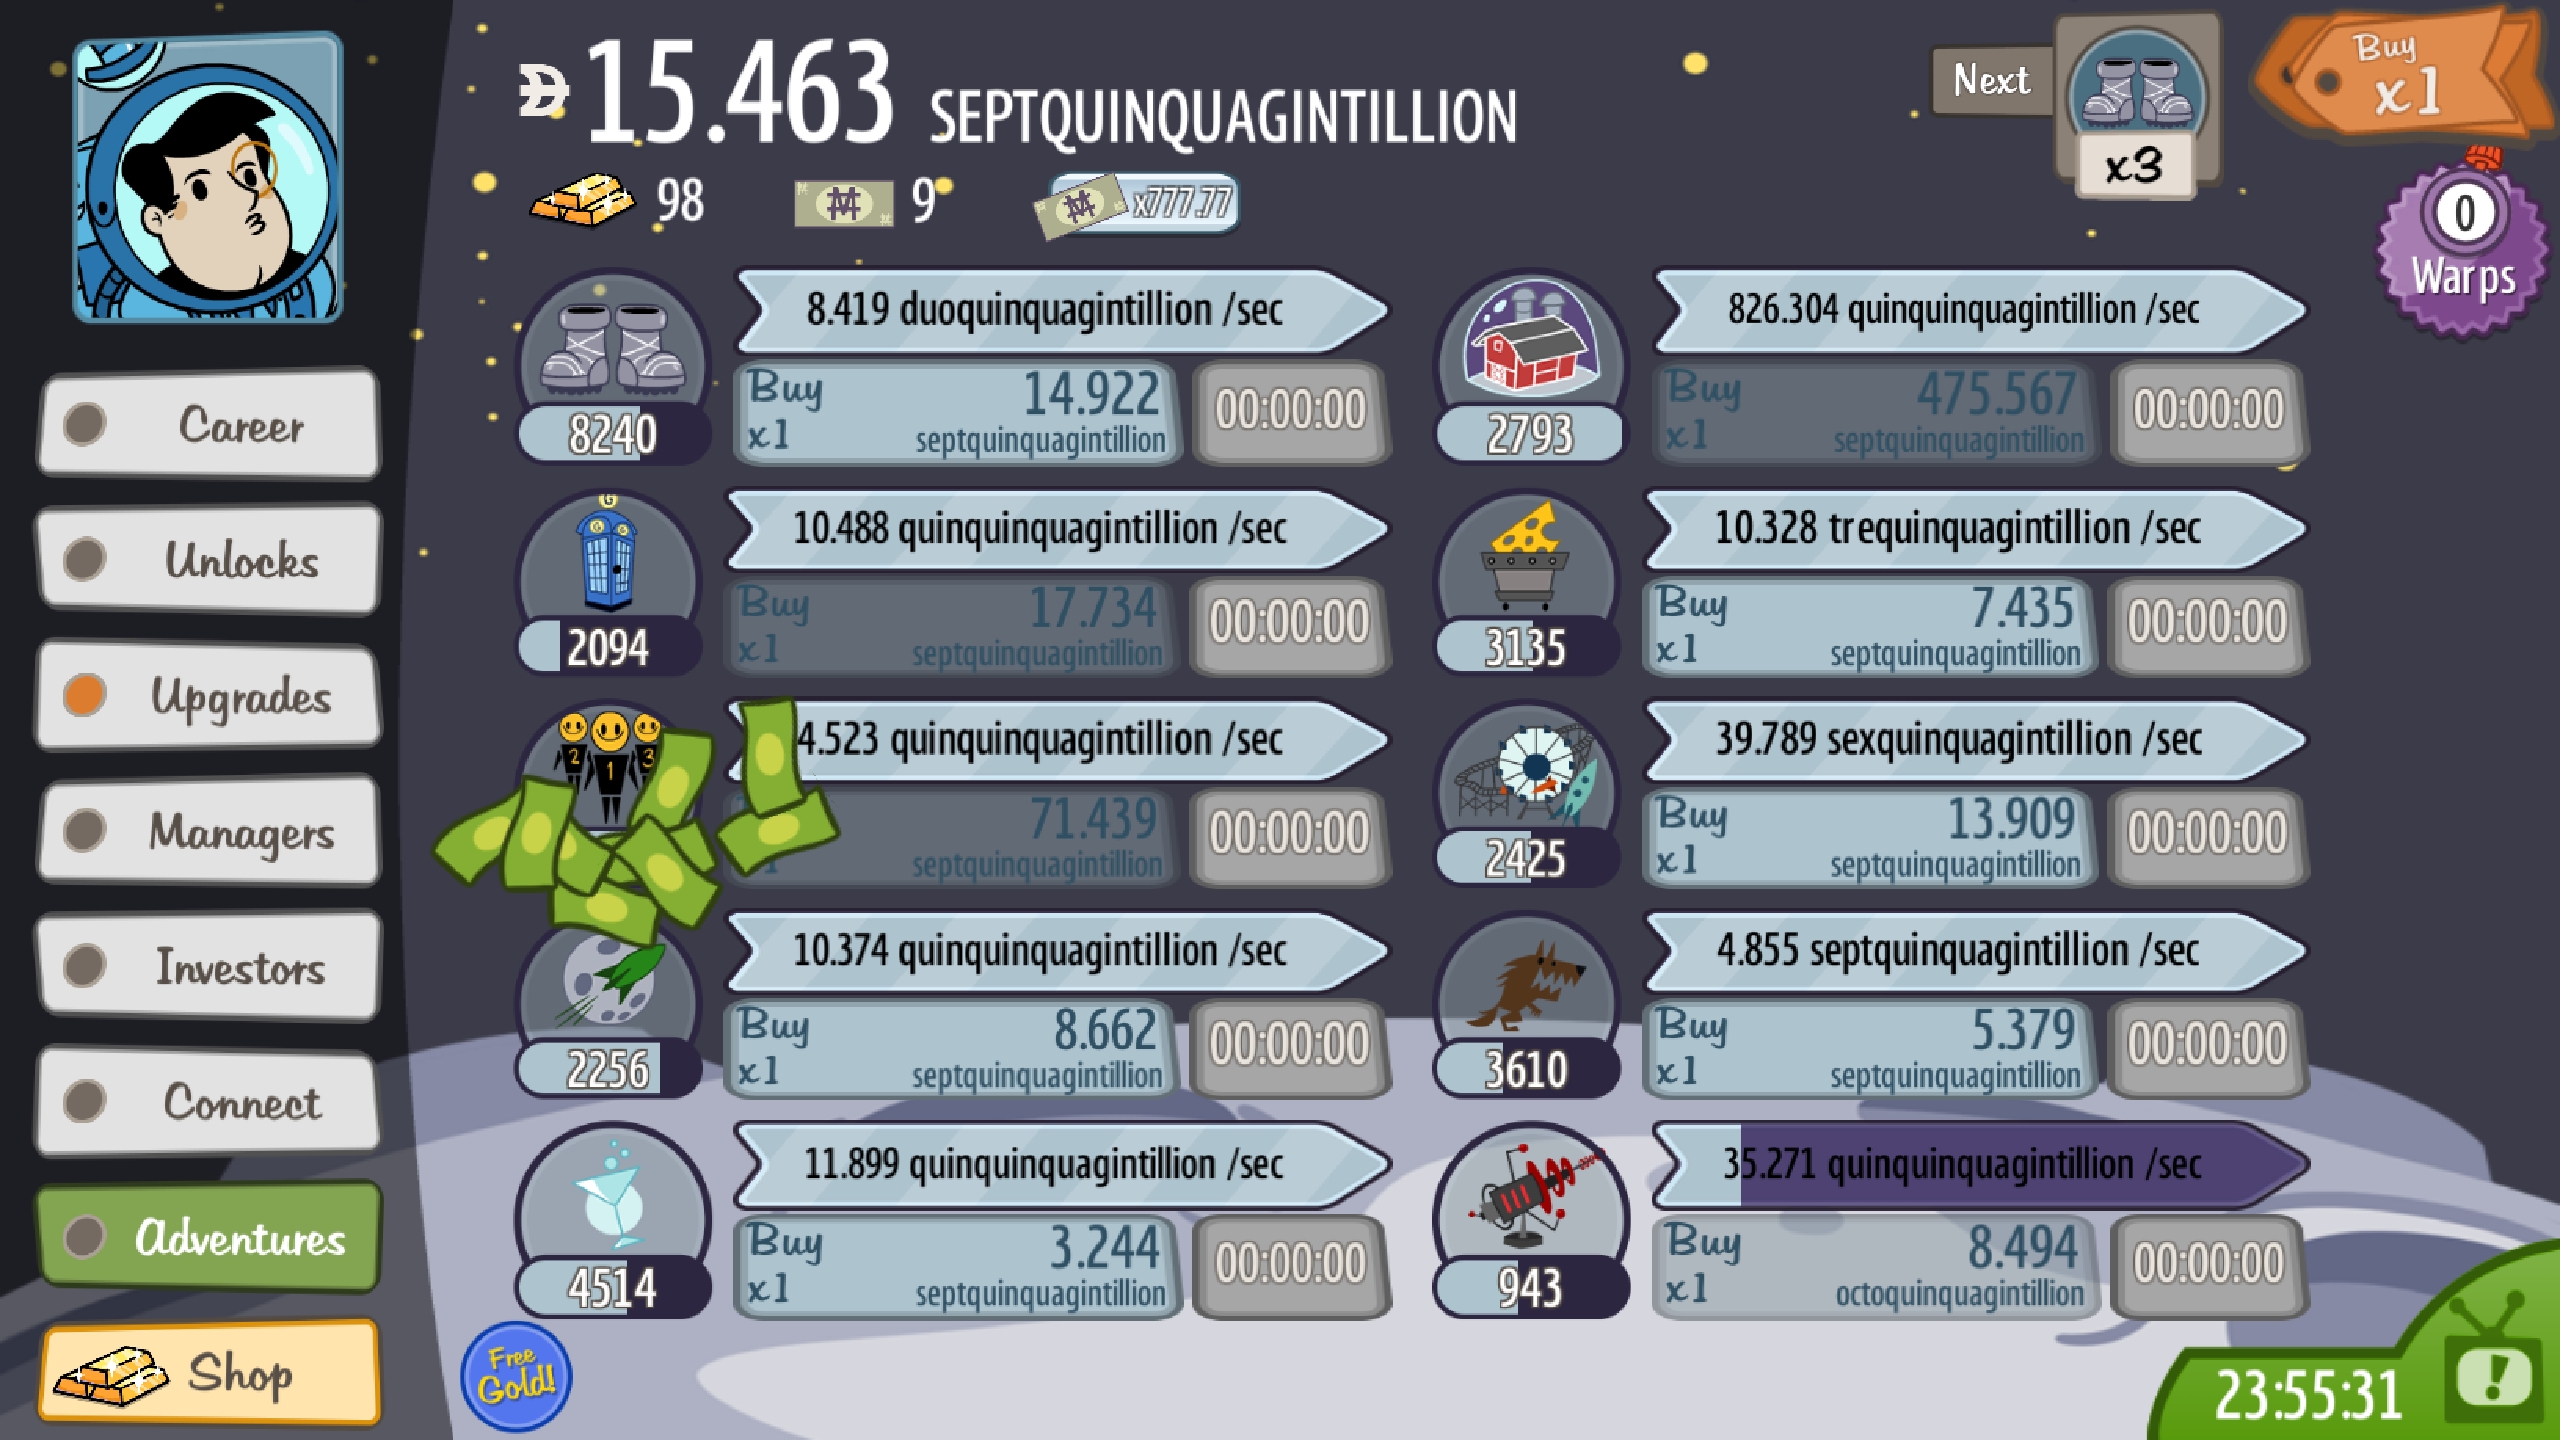 15.463 SEPTQUINQUAGINTILLION
98 9 x777.77
Next
x3
Buy
x1
0
Warps
Career
Unlocks
Upgrades
Managers
Investors
Connect
Adventures
Shop
8.419 duoquinquagintillion /sec
8240
Buy 14.922
x1 septquinquagintillion
00:00:00
826.304 quinquinquagintillion /sec
2793
Buy 475.567
x1 septquinquagintillion
00:00:00
10.488 quinquinquagintillion /sec
2094
Buy 17.734
x1 septquinquagintillion
00:00:00
10.328 trequinquagintillion /sec
3135
Buy 7.435
x1 septquinquagintillion
00:00:00
2 1 3
4.523 quinquinquagintillion /sec
71.439
septquinquagintillion
00:00:00
39.789 sexquinquagintillion /sec
2425
Buy 13.909
x1 septquinquagintillion
00:00:00
10.374 quinquinquagintillion /sec
2256
Buy 8.662
x1 septquinquagintillion
00:00:00
4.855 septquinquagintillion /sec
3610
Buy 5.379
x1 septquinquagintillion
00:00:00
11.899 quinquinquagintillion /sec
4514
Buy 3.244
x1 septquinquagintillion
00:00:00
35.271 quinquinquagintillion /sec
943
Buy 8.494
x1 octoquinquagintillion
00:00:00
Free
Gold!
23:55:31